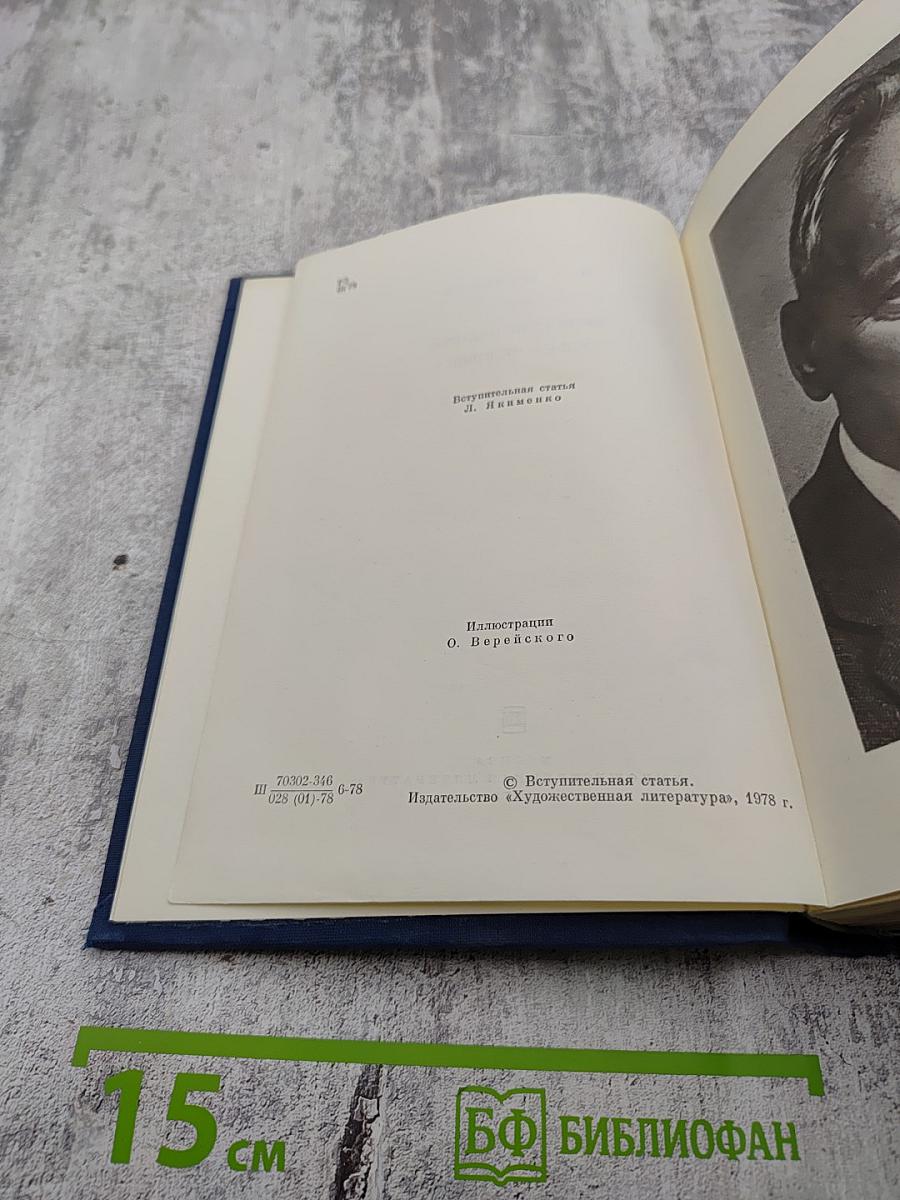 Вступительная статья
Л. Якименко
Иллюстрации
О. Верейского
Ш 70302-346 6-78
028 (01)-78
© Вступительная статья.
Издательство «Художественная литература», 1978 г.
15 см
БФ БИБЛИОФАН